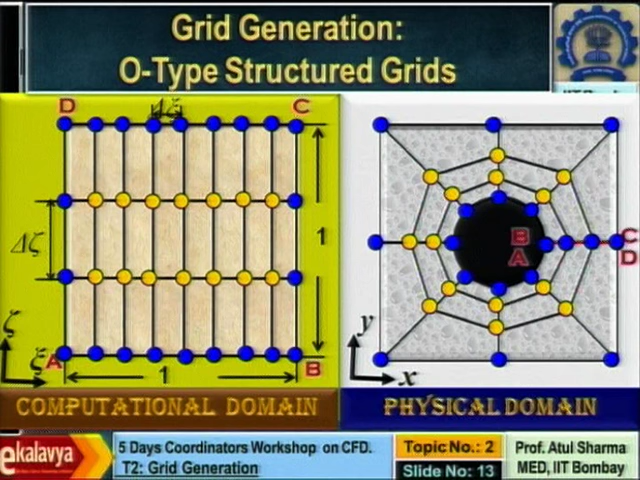 Grid Generation:
O-Type Structured Grids
D
Δξ
C
Δζ
1
ζ
ξ
A
1
B
B
A
C
D
y
x
COMPUTATIONAL DOMAIN
PHYSICAL DOMAIN
ekalavya
5 Days Coordinators Workshop on CFD.
T2: Grid Generation
Topic No.: 2
Slide No: 13
Prof. Atul Sharma
MED, IIT Bombay